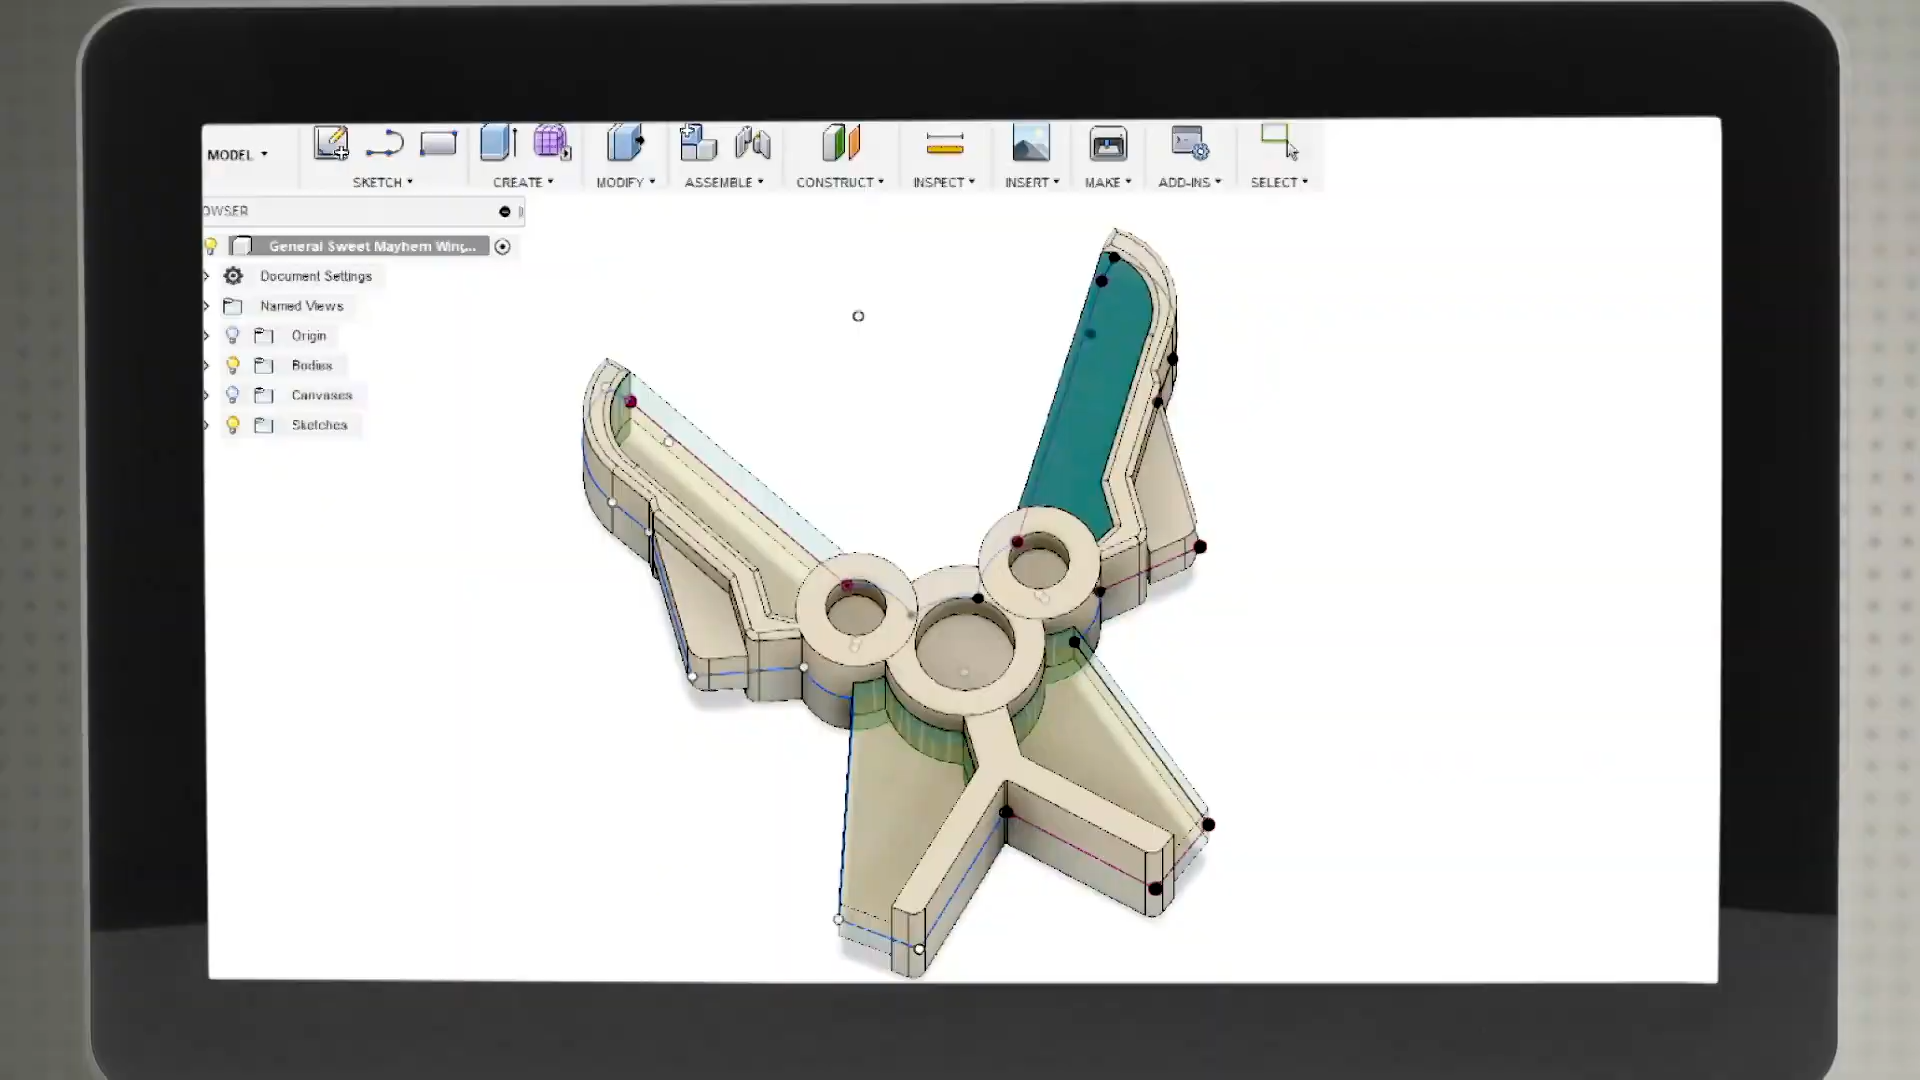 MODEL
SKETCH CREATE MODIFY ASSEMBLE CONSTRUCT INSPECT INSERT MAKE ADD-INS SELECT
OWSER
General Sweet Mayhem Wing...
Document Settings
Named Views
Origin
Bodies
Canvases
Sketches